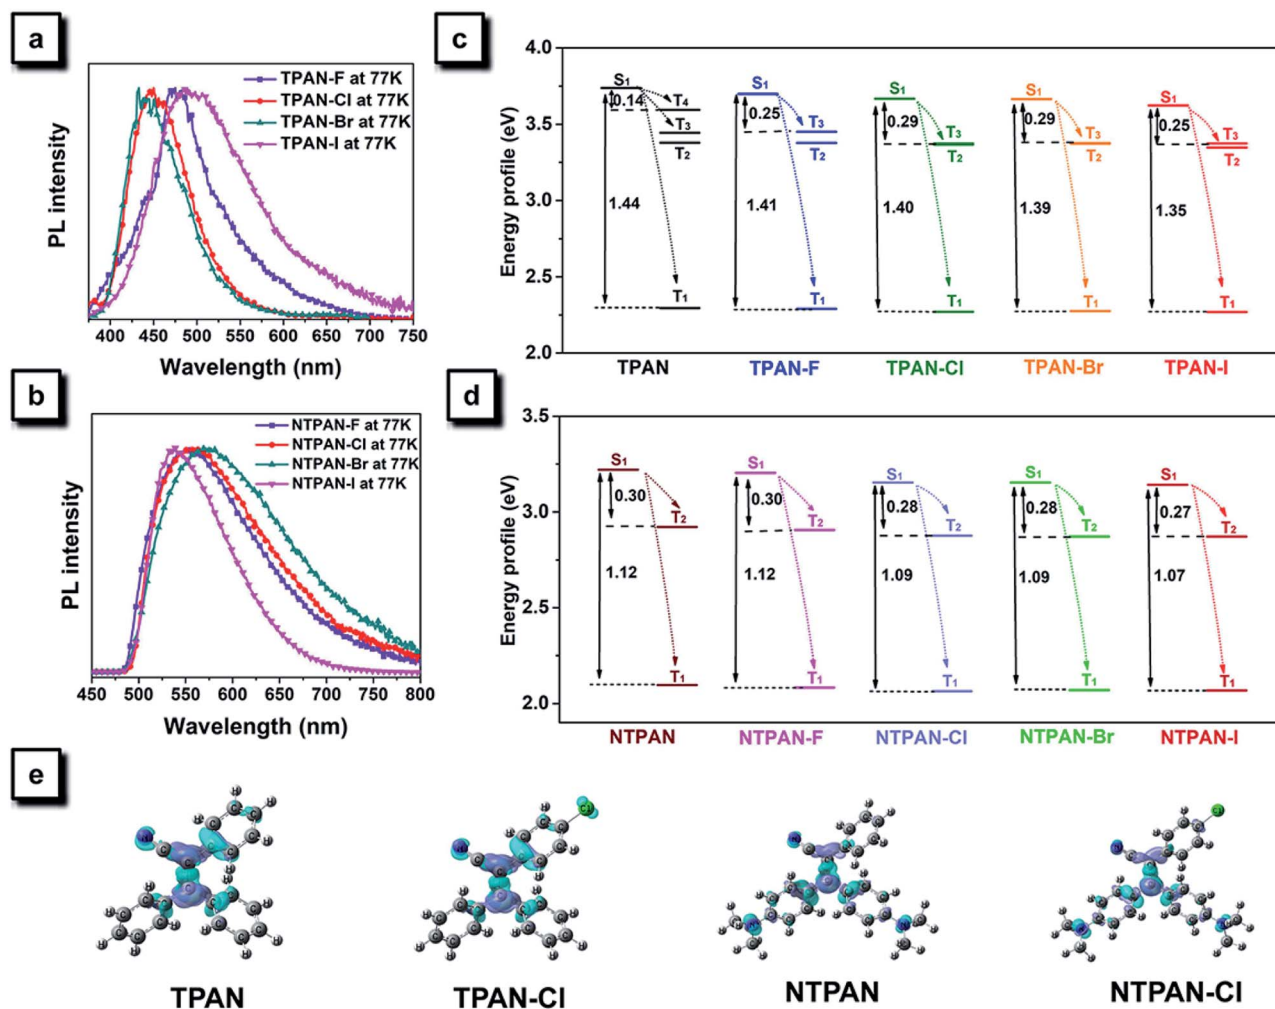 a
TPAN-F at 77K
TPAN-Cl at 77K
TPAN-Br at 77K
TPAN-I at 77K
PL intensity
400 450 500 550 600 650 700 750
Wavelength (nm)
b
NTPAN-F at 77K
NTPAN-Cl at 77K
NTPAN-Br at 77K
NTPAN-I at 77K
PL intensity
450 500 550 600 650 700 750 800
Wavelength (nm)
c
Energy profile (eV)
4.0
3.5
3.0
2.5
2.0
S1
0.14
T4
T3
T2
1.44
T1
TPAN
S1
0.25
T3
T2
1.41
T1
TPAN-F
S1
0.29
T3
T2
1.40
T1
TPAN-Cl
S1
0.29
T3
T2
1.39
T1
TPAN-Br
S1
0.25
T3
T2
1.35
T1
TPAN-I
d
Energy profile (eV)
3.5
3.0
2.5
2.0
S1
0.30
T2
1.12
T1
NTPAN
S1
0.30
T2
1.12
T1
NTPAN-F
S1
0.28
T2
1.09
T1
NTPAN-Cl
S1
0.28
T2
1.09
T1
NTPAN-Br
S1
0.27
T2
1.07
T1
NTPAN-I
e
TPAN
TPAN-Cl
NTPAN
NTPAN-Cl